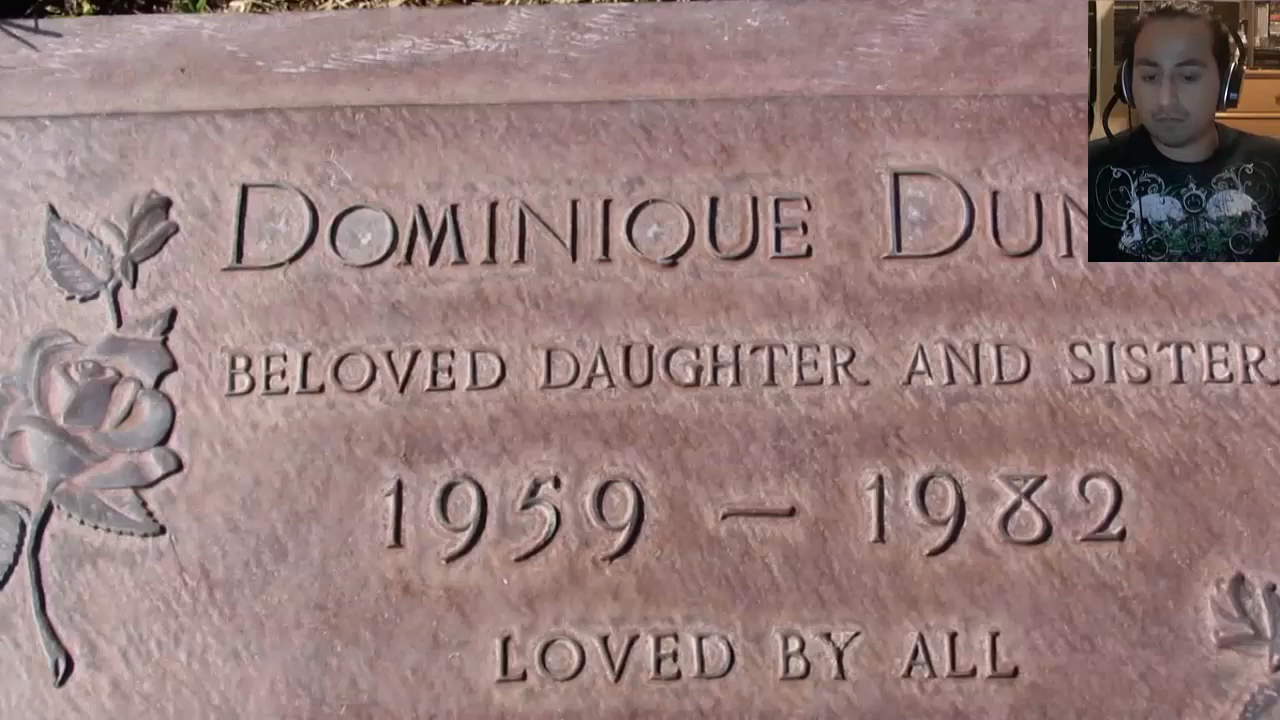 DOMINIQUE DUN
BELOVED DAUGHTER AND SISTER
1959 — 1982
LOVED BY ALL